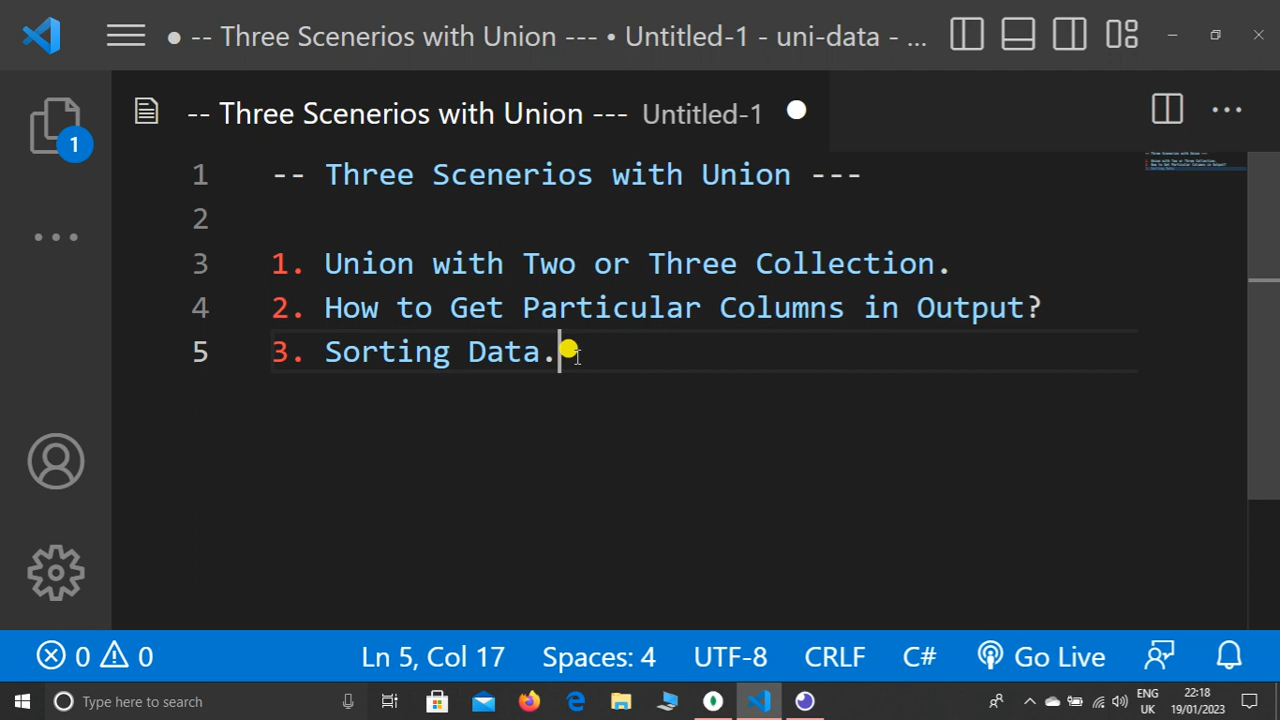 ● -- Three Scenerios with Union --- • Untitled-1 - uni-data - ...
-- Three Scenerios with Union --- Untitled-1
1
1 -- Three Scenerios with Union ---
2
3 1. Union with Two or Three Collection.
4 2. How to Get Particular Columns in Output?
5 3. Sorting Data.
0 0 Ln 5, Col 17 Spaces: 4 UTF-8 CRLF C# Go Live
Type here to search
ENG
UK
22:18
19/01/2023